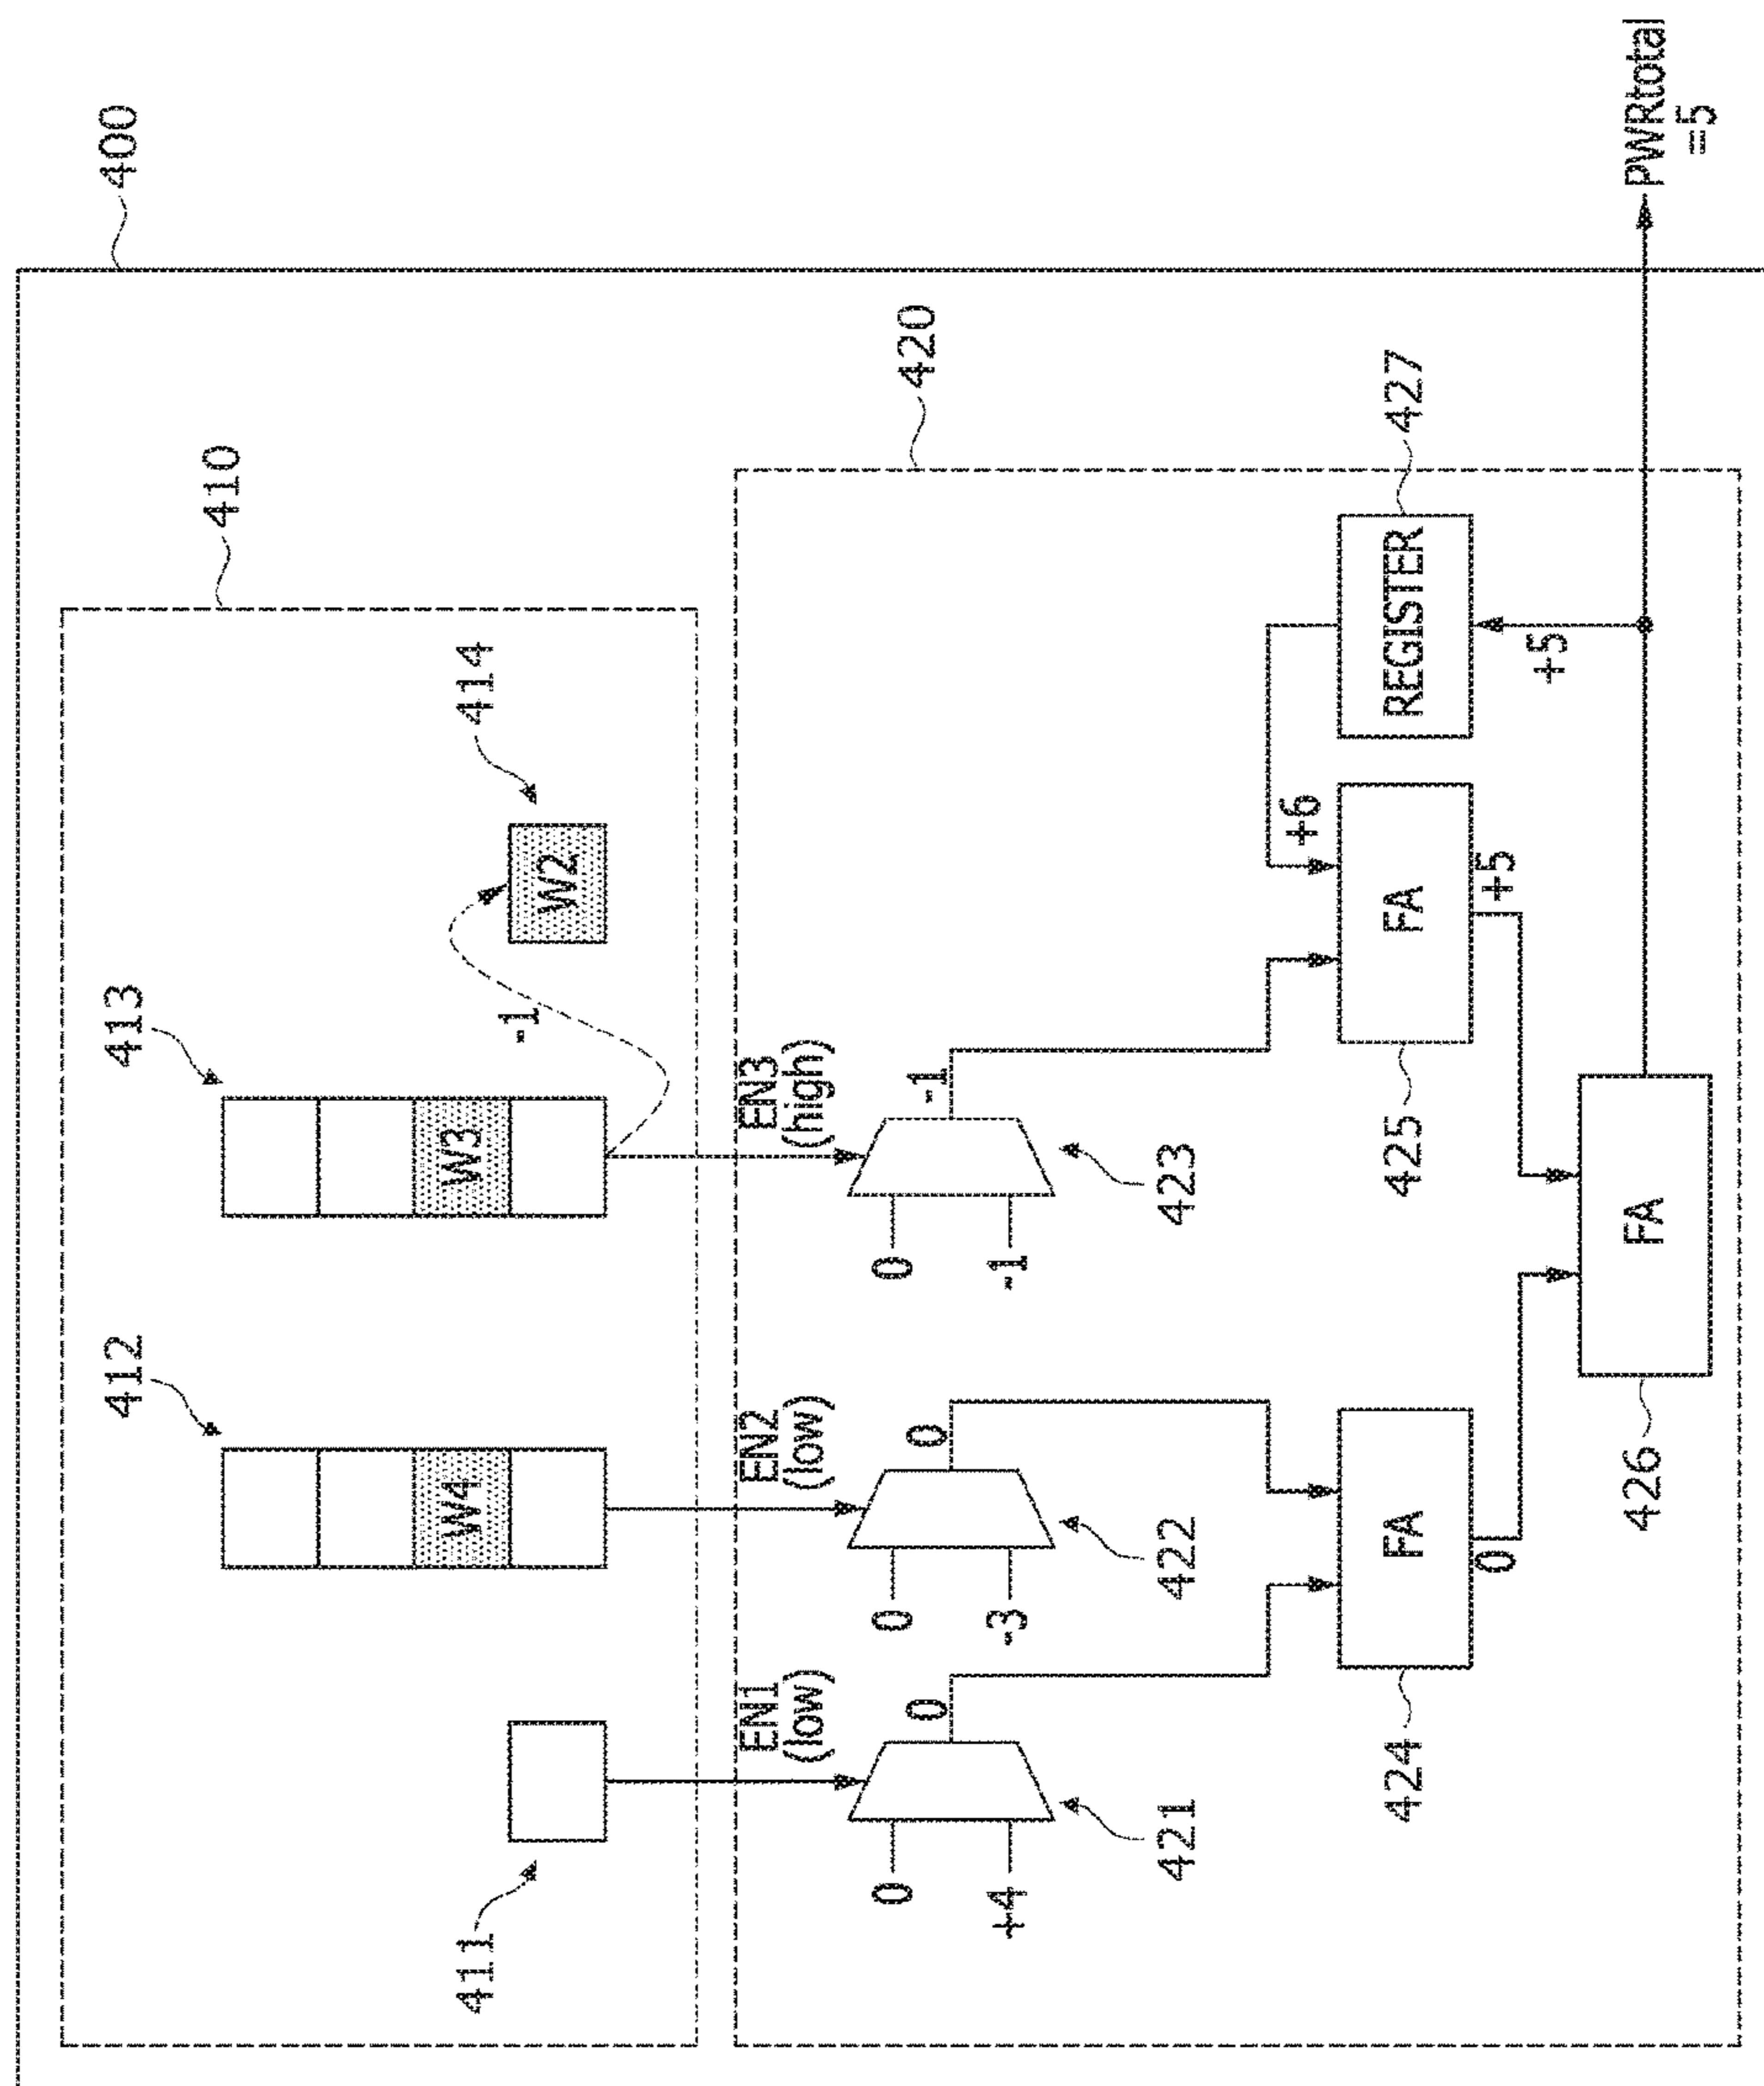 400
412
413
410
W4
W3
411
414
-1
W2
EN1
(low)
EN2
(low)
EN3
(high)
420
0
0
0
0
0
-1
+4
-3
-1
421
422
423
+6
424
FA
425
FA
REGISTER
427
0
+5
+5
426
FA
PWRtotal
=5